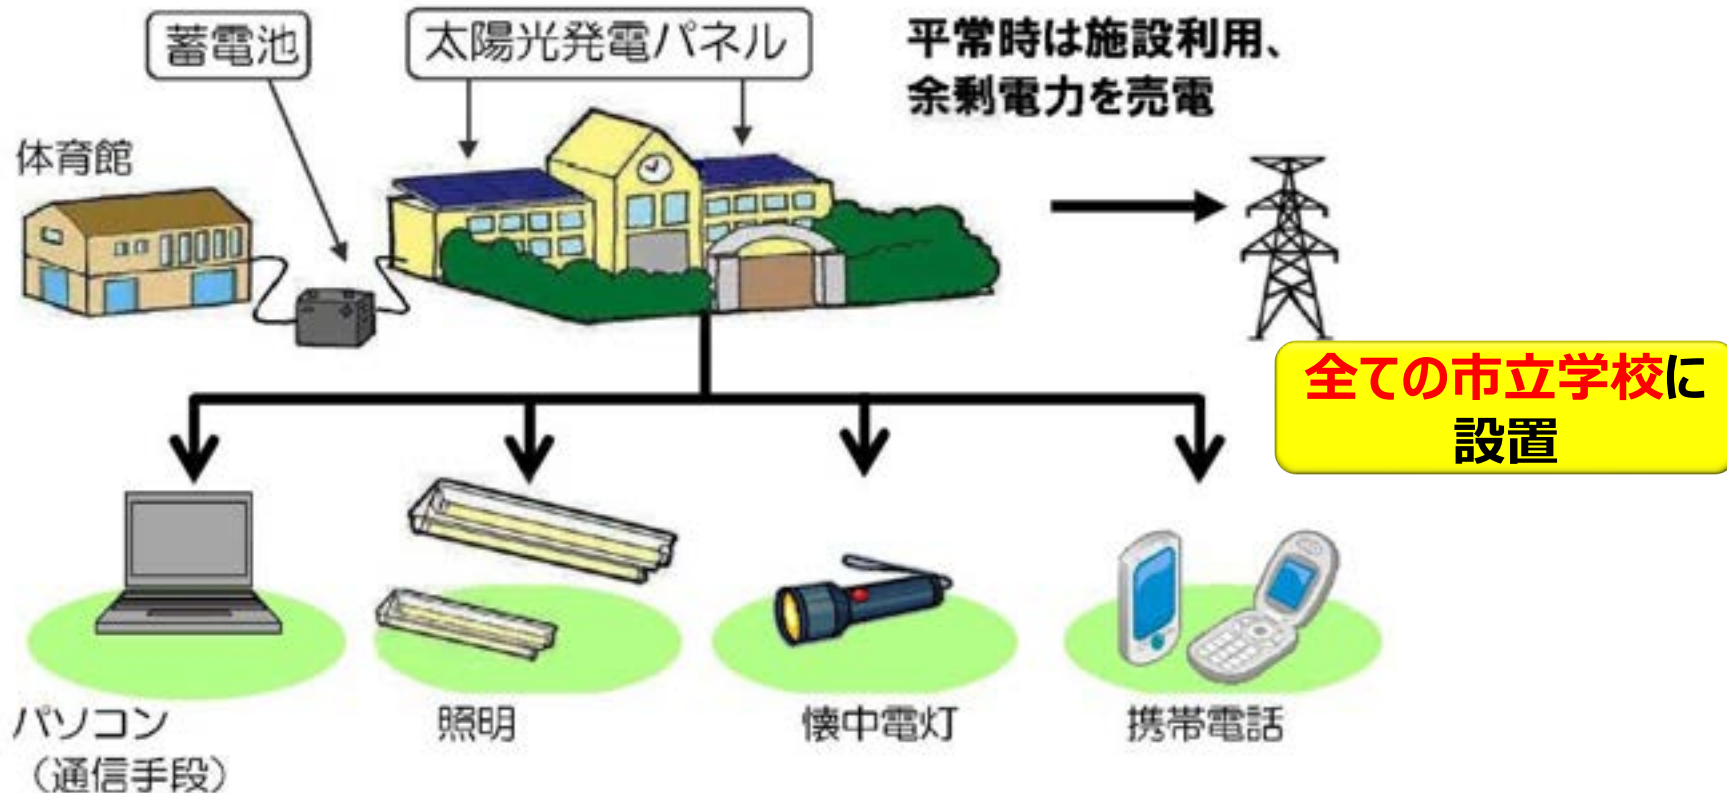 蓄電池
太陽光発電パネル
平常時は施設利用、
余剰電力を売電
体育館
全ての市立学校に
設置
パソコン
（通信手段）
照明
懐中電灯
携帯電話